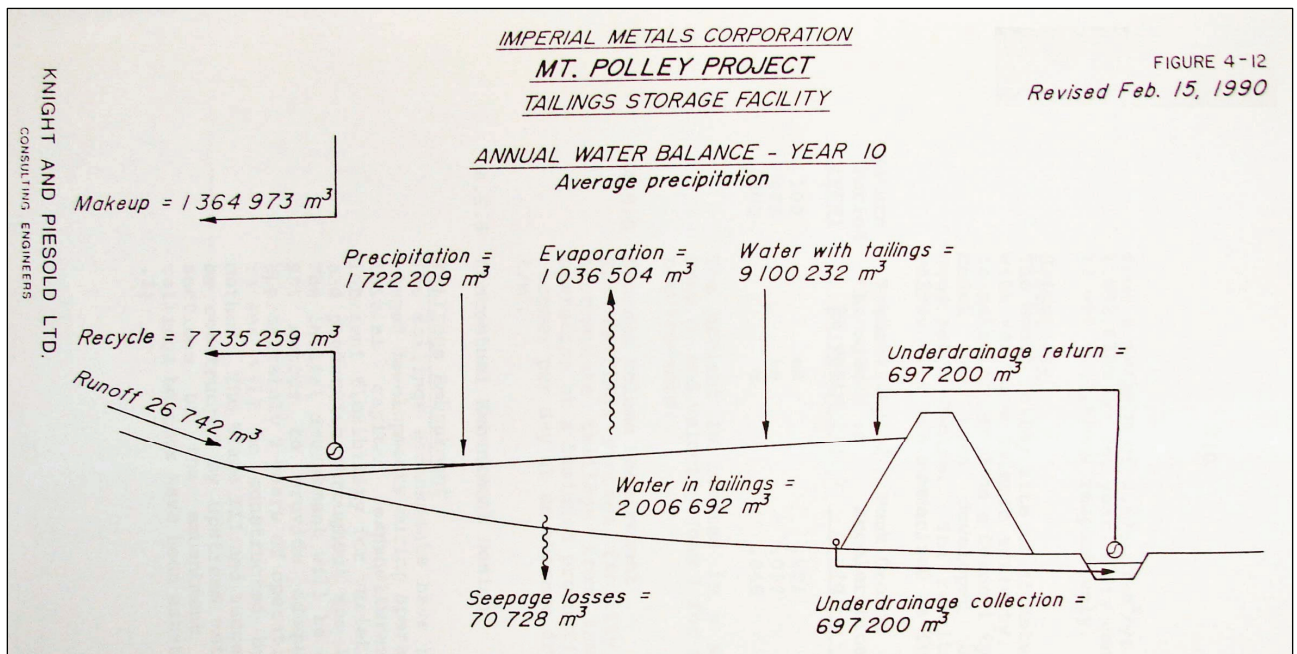 IMPERIAL METALS CORPORATION
MT. POLLEY PROJECT
TAILINGS STORAGE FACILITY
FIGURE 4-12
Revised Feb. 15, 1990
KNIGHT AND PIESOLD LTD.
CONSULTING ENGINEERS
ANNUAL WATER BALANCE - YEAR 10
Average precipitation
Makeup = 1 364 973 m³
Precipitation =
1 722 209 m³
Evaporation =
1 036 504 m³
Water with tailings =
9 100 232 m³
Recycle = 7 735 259 m³
Underdrainage return =
697 200 m³
Runoff 26 742 m³
Water in tailings =
2 006 692 m³
Seepage losses =
70 728 m³
Underdrainage collection =
697 200 m³